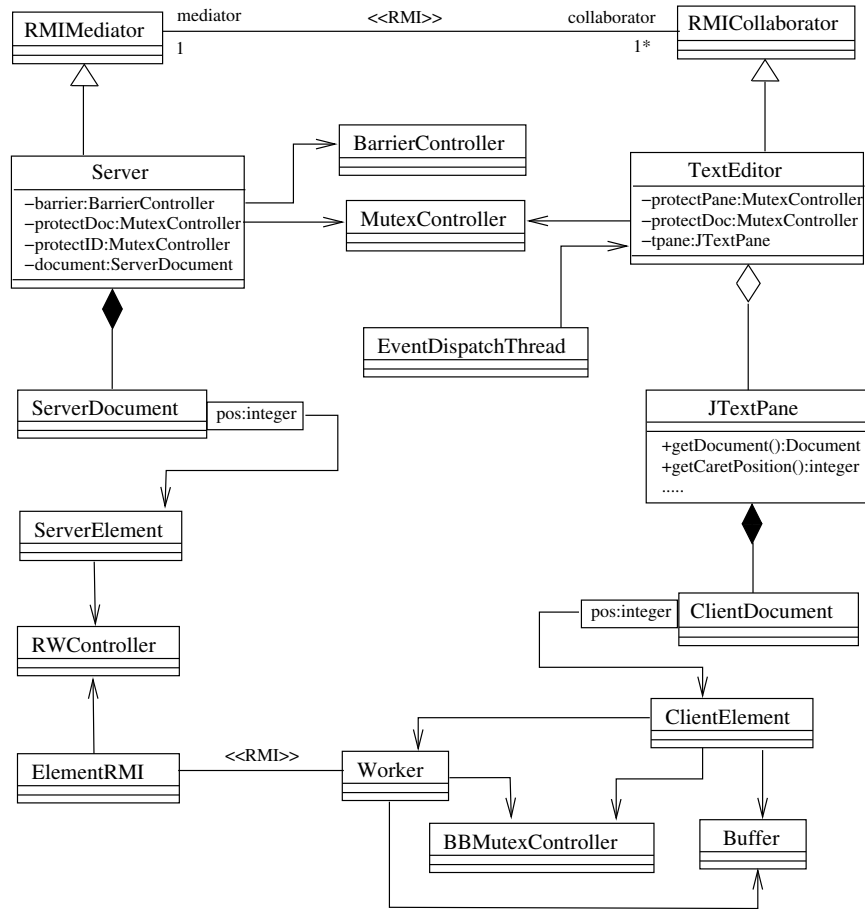 mediator
<<RMI>>
collaborator
RMIMediator
RMICollaborator
1
1*
BarrierController
Server
TextEditor
−barrier:BarrierController
−protectDoc:MutexController
−protectID:MutexController
−document:ServerDocument
−protectPane:MutexController
−protectDoc:MutexController
−tpane:JTextPane
MutexController
EventDispatchThread
ServerDocument
pos:integer
JTextPane
+getDocument():Document
+getCaretPosition():integer
.....
ServerElement
pos:integer
ClientDocument
RWController
ClientElement
ElementRMI
<<RMI>>
Worker
BBMutexController
Buffer